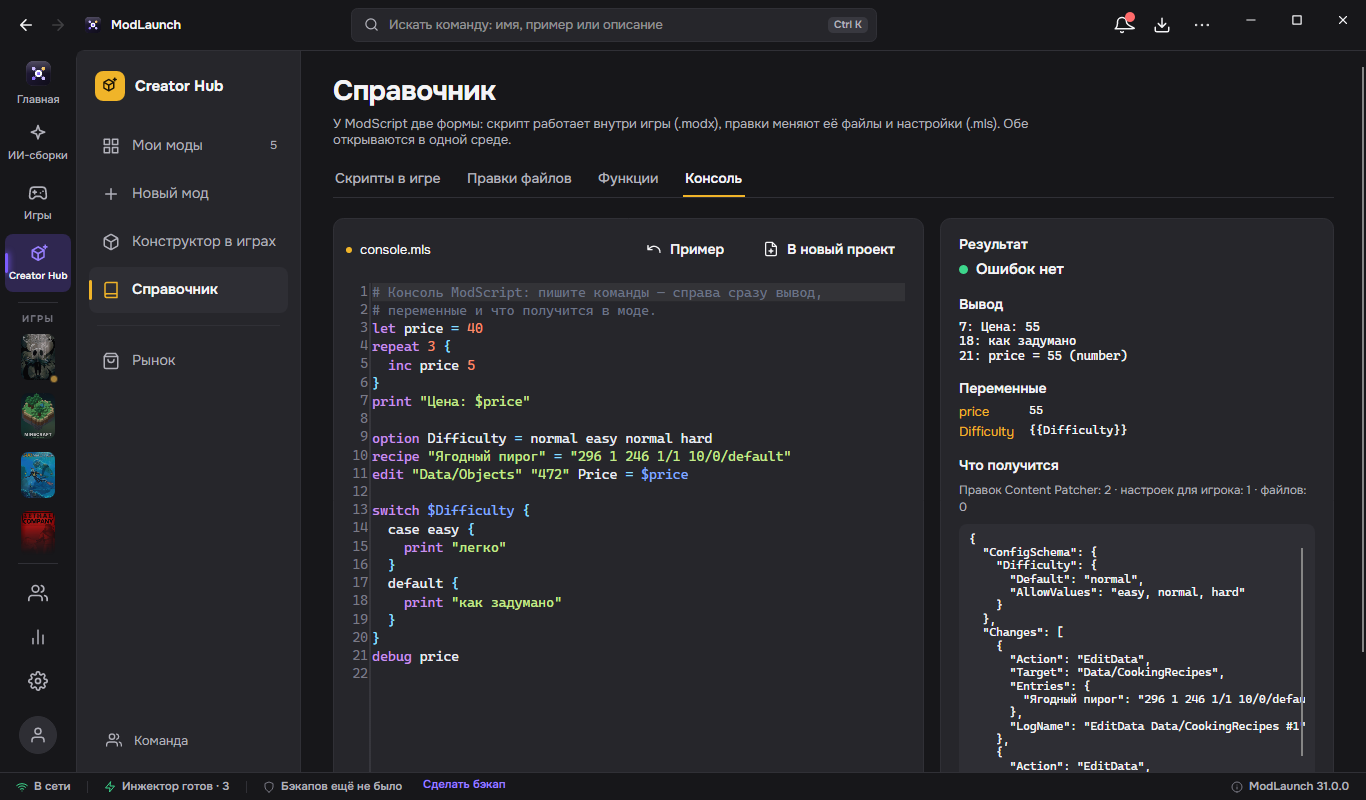 ModLaunch
Искать команду: имя, пример или описание
Ctrl K
Главная
ИИ-сборки
Игры
Creator Hub
ИГРЫ
MINECRAFT
Creator Hub
Мои моды 5
Новый мод
Конструктор в играх
Справочник
Рынок
Команда
Справочник
У ModScript две формы: скрипт работает внутри игры (.modx), правки меняют её файлы и настройки (.mls). Обе
открываются в одной среде.
Скрипты в игре Правки файлов Функции Консоль
console.mls Пример В новый проект
1 # Консоль ModScript: пишите команды — справа сразу вывод,
2 # переменные и что получится в моде.
3 let price = 40
4 repeat 3 {
5 inc price 5
6 }
7 print "Цена: $price"
8
9 option Difficulty = normal easy normal hard
10 recipe "Ягодный пирог" = "296 1 246 1/1 10/0/default"
11 edit "Data/Objects" "472" Price = $price
12
13 switch $Difficulty {
14 case easy {
15 print "легко"
16 }
17 default {
18 print "как задумано"
19 }
20 }
21 debug price
22
Результат
Ошибок нет
Вывод
7: Цена: 55
18: как задумано
21: price = 55 (number)
Переменные
price 55
Difficulty {{Difficulty}}
Что получится
Правок Content Patcher: 2 · настроек для игрока: 1 · файлов:
0
{
"ConfigSchema": {
"Difficulty": {
"Default": "normal",
"AllowValues": "easy, normal, hard"
}
},
"Changes": [
{
"Action": "EditData",
"Target": "Data/CookingRecipes",
"Entries": {
"Ягодный пирог": "296 1 246 1/1 10/0/defau
},
"LogName": "EditData Data/CookingRecipes #1"
},
{
"Action": "EditData",
В сети
Инжектор готов · 3
Бэкапов ещё не было
Сделать бэкап
ModLaunch 31.0.0